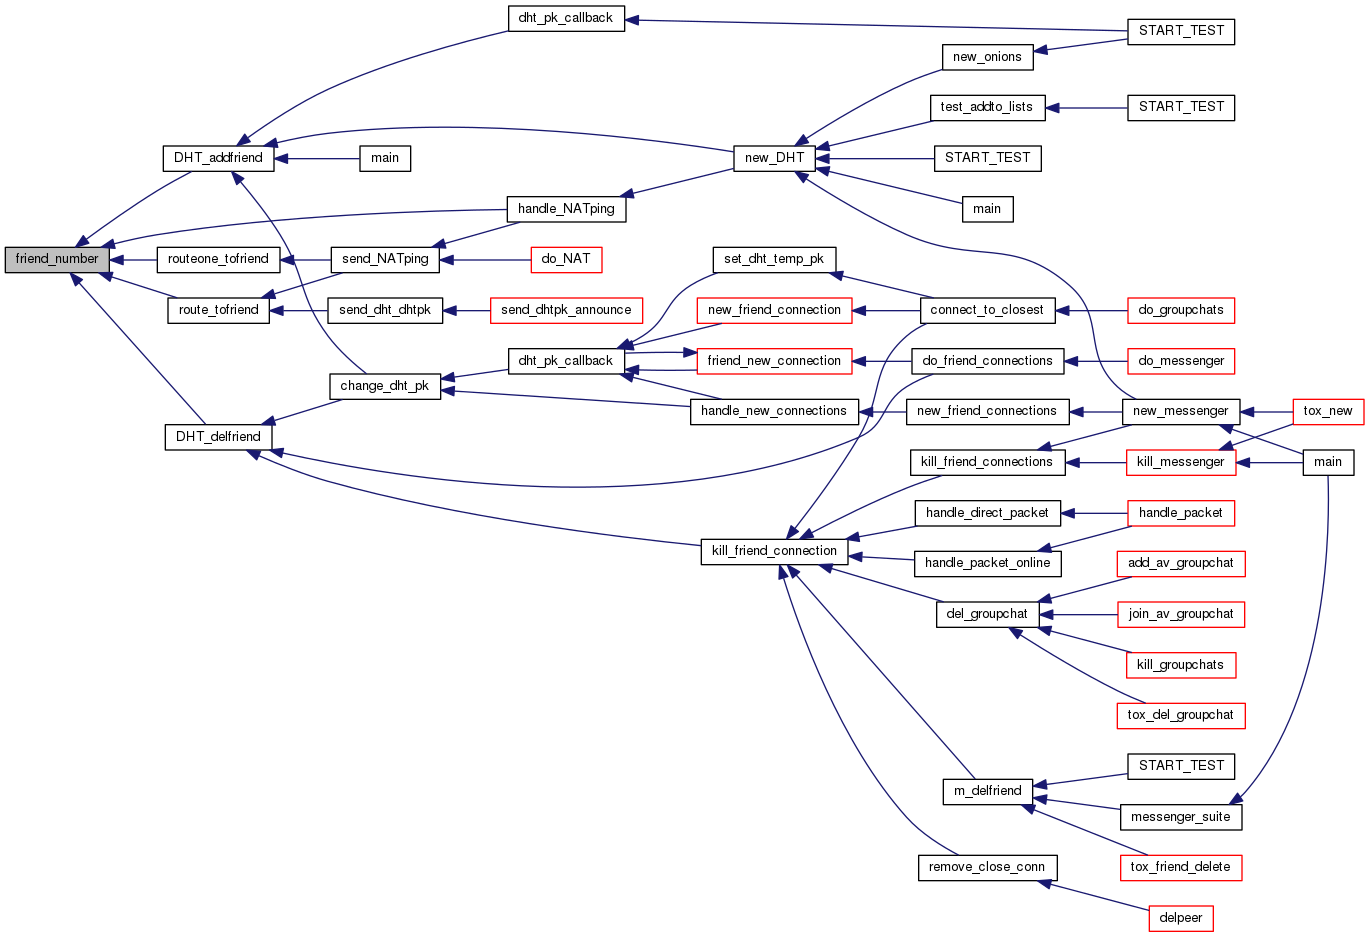 dht_pk_callback
START_TEST
new_onions
test_addto_lists
START_TEST
DHT_addfriend
main
new_DHT
START_TEST
handle_NATping
main
friend_number
routeone_tofriend
send_NATping
do_NAT
set_dht_temp_pk
route_tofriend
send_dht_dhtpk
send_dhtpk_announce
new_friend_connection
connect_to_closest
do_groupchats
dht_pk_callback
friend_new_connection
do_friend_connections
do_messenger
change_dht_pk
handle_new_connections
new_friend_connections
new_messenger
tox_new
DHT_delfriend
kill_friend_connections
kill_messenger
main
handle_direct_packet
handle_packet
kill_friend_connection
handle_packet_online
add_av_groupchat
del_groupchat
join_av_groupchat
kill_groupchats
tox_del_groupchat
START_TEST
m_delfriend
messenger_suite
remove_close_conn
tox_friend_delete
delpeer